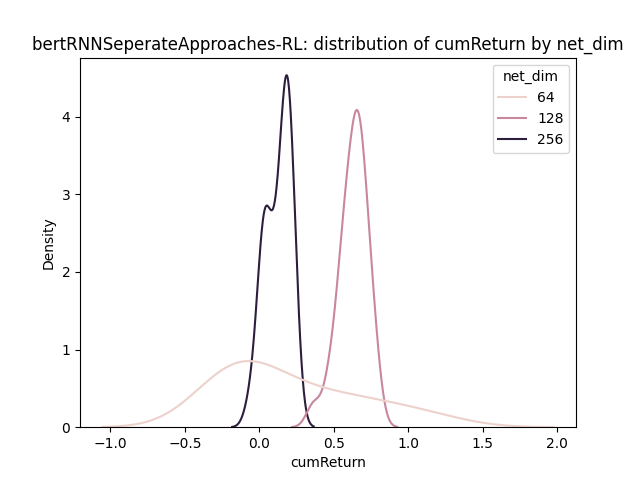 bertRNNSeperateApproaches-RL: distribution of cumReturn by net_dim
net_dim
64
128
256
Density
4
3
2
1
0
−1.0 −0.5 0.0 0.5 1.0 1.5 2.0
cumReturn